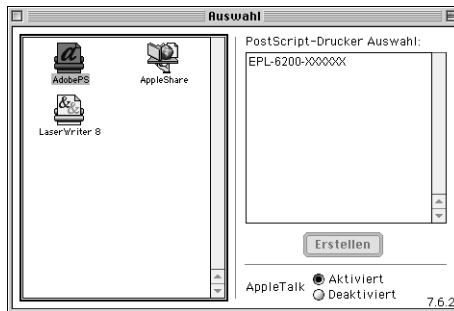 Auswahl
AdobePS
AppleShare
LaserWriter 8
PostScript-Drucker Auswahl:
EPL-6200-XXXXXX
Erstellen
AppleTalk
Aktiviert
Deaktiviert
7.6.2